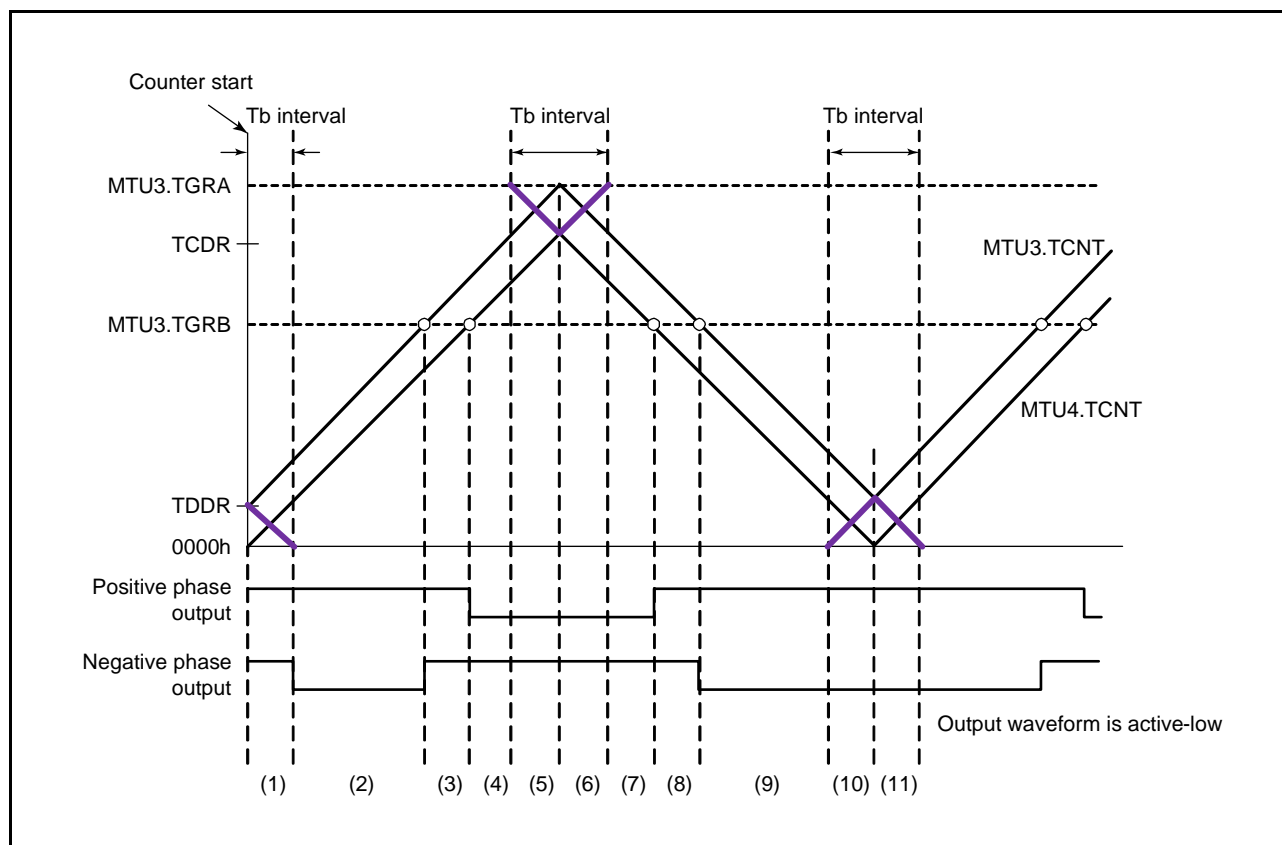 Counter start
Tb interval
Tb interval
Tb interval
MTU3.TGRA
TCDR
MTU3.TCNT
MTU3.TGRB
MTU4.TCNT
TDDR
0000h
Positive phase
output
Negative phase
output
Output waveform is active-low
(1) (2) (3) (4) (5) (6) (7) (8) (9) (10) (11)